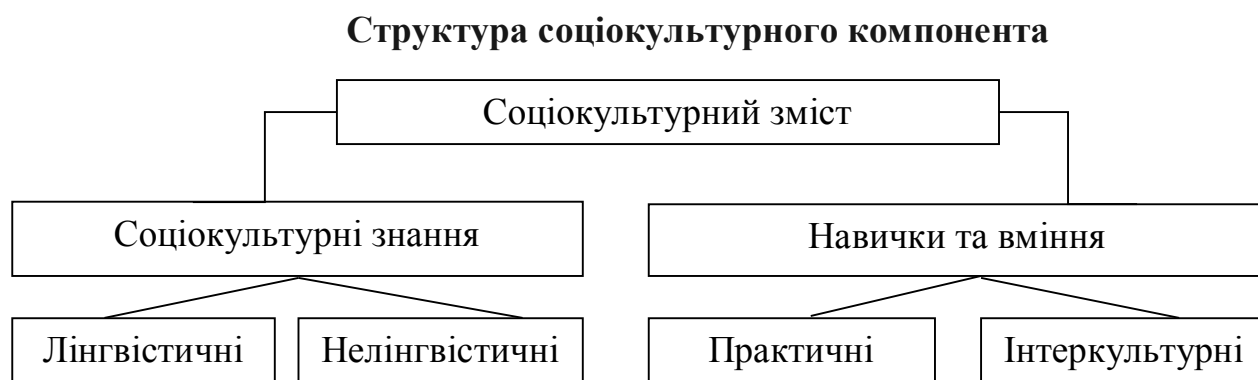 Структура соціокультурного компонента
Соціокультурний зміст
Соціокультурні знання
Навички та вміння
Лінгвістичні
Нелінгвістичні
Практичні
Інтеркультурні